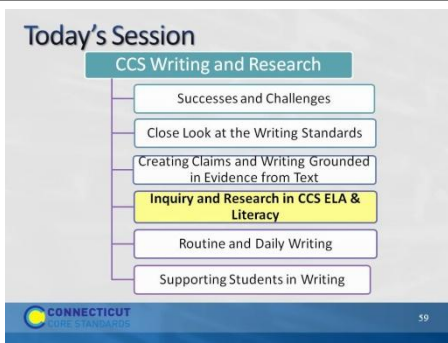 Today's Session
CCS Writing and Research
Successes and Challenges
Close Look at the Writing Standards
Creating Claims and Writing Grounded
in Evidence from Text
Inquiry and Research in CCS ELA &
Literacy
Routine and Daily Writing
Supporting Students in Writing
CONNECTICUT
CORE STANDARDS
59